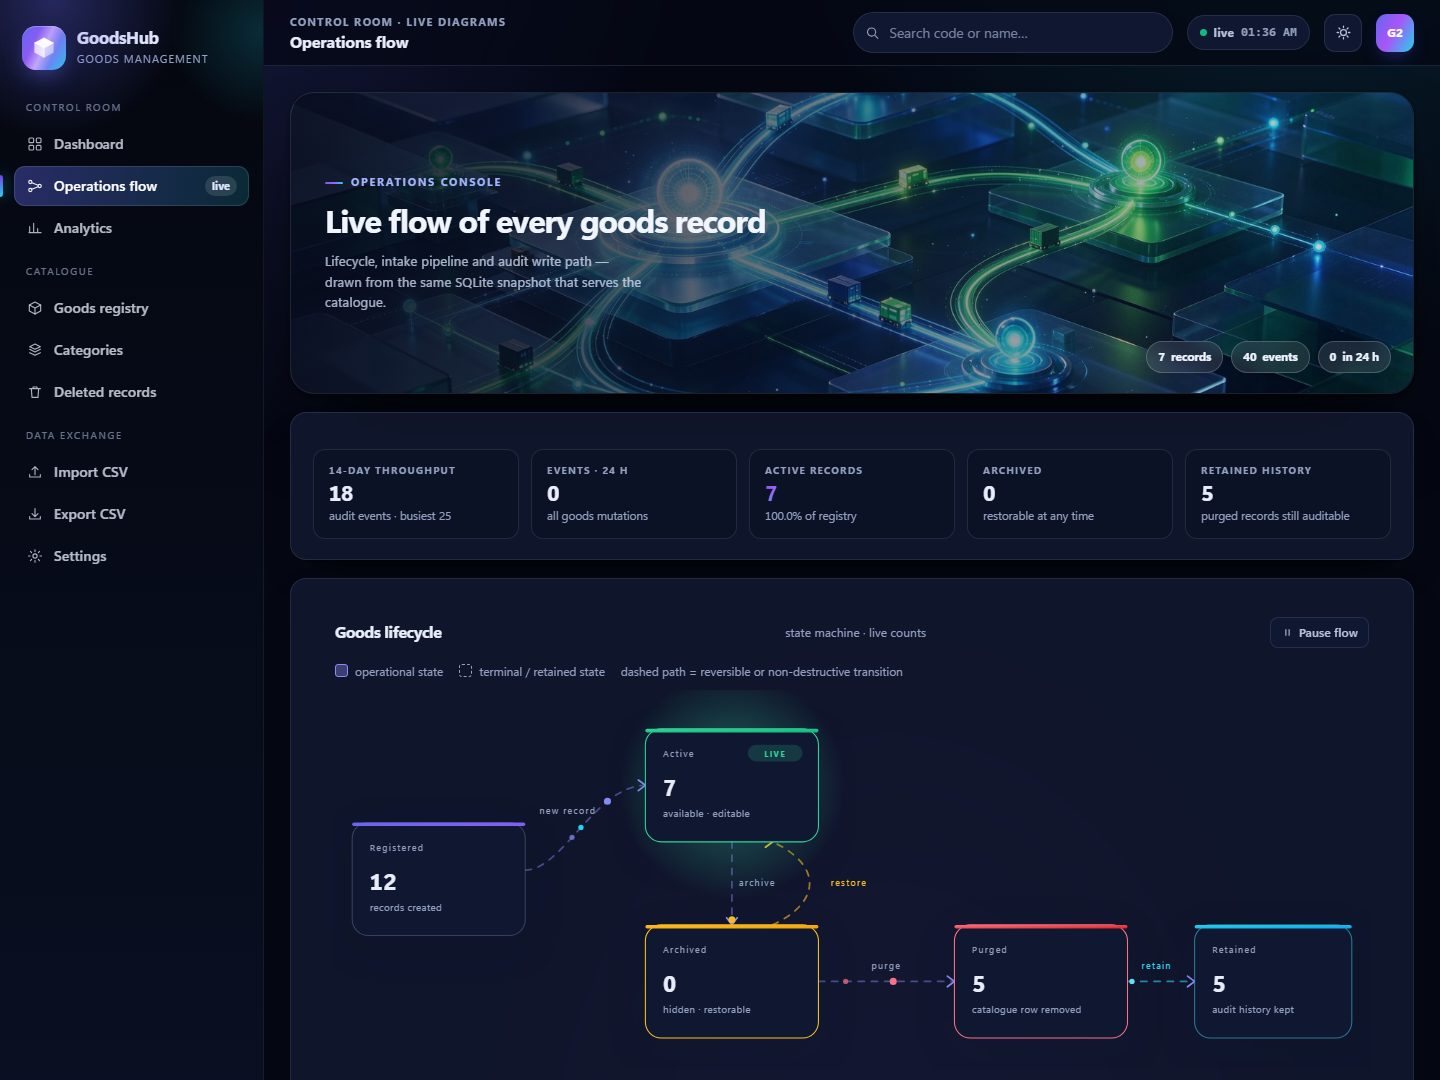 GoodsHub
GOODS MANAGEMENT
CONTROL ROOM
Dashboard
Operations flow live
Analytics
CATALOGUE
Goods registry
Categories
Deleted records
DATA EXCHANGE
Import CSV
Export CSV
Settings
CONTROL ROOM · LIVE DIAGRAMS
Operations flow
Search code or name...
live 01:36 AM
G2
OPERATIONS CONSOLE
Live flow of every goods record
Lifecycle, intake pipeline and audit write path —
drawn from the same SQLite snapshot that serves the
catalogue.
7 records
40 events
0 in 24 h
14-DAY THROUGHPUT
18
audit events · busiest 25
EVENTS · 24 H
0
all goods mutations
ACTIVE RECORDS
7
100.0% of registry
ARCHIVED
0
restorable at any time
RETAINED HISTORY
5
purged records still auditable
Goods lifecycle
state machine · live counts
Pause flow
operational state
terminal / retained state
dashed path = reversible or non-destructive transition
Active LIVE
7
available · editable
new record
Registered
12
records created
archive
restore
Archived
0
hidden · restorable
purge
Purged
5
catalogue row removed
retain
Retained
5
audit history kept